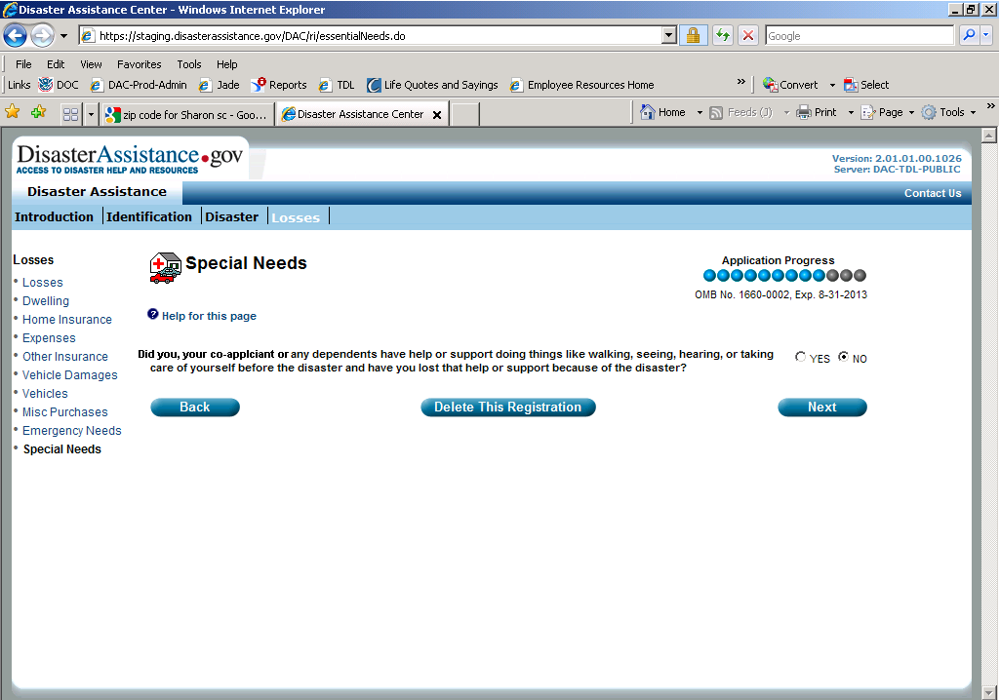 Disaster Assistance Center - Windows Internet Explorer
https://staging.disasterassistance.gov/DAC/ri/essentialNeeds.do
Google
File Edit View Favorites Tools Help
Links DOC DAC-Prod-Admin Jade Reports TDL Life Quotes and Sayings Employee Resources Home » Convert Select
zip code for Sharon sc - Goo... Disaster Assistance Center Home Feeds (J) Print Page Tools »
DisasterAssistance.gov
ACCESS TO DISASTER HELP AND RESOURCES
Version: 2.01.01.00.1026
Server: DAC-TDL-PUBLIC
Disaster Assistance
Contact Us
Introduction Identification Disaster Losses
Losses
Losses
Dwelling
Home Insurance
Expenses
Other Insurance
Vehicle Damages
Vehicles
Misc Purchases
Emergency Needs
Special Needs
Special Needs
Application Progress
OMB No. 1660-0002, Exp. 8-31-2013
Help for this page
Did you, your co-applciant or any dependents have help or support doing things like walking, seeing, hearing, or taking
care of yourself before the disaster and have you lost that help or support because of the disaster?
YES NO
Back Delete This Registration Next